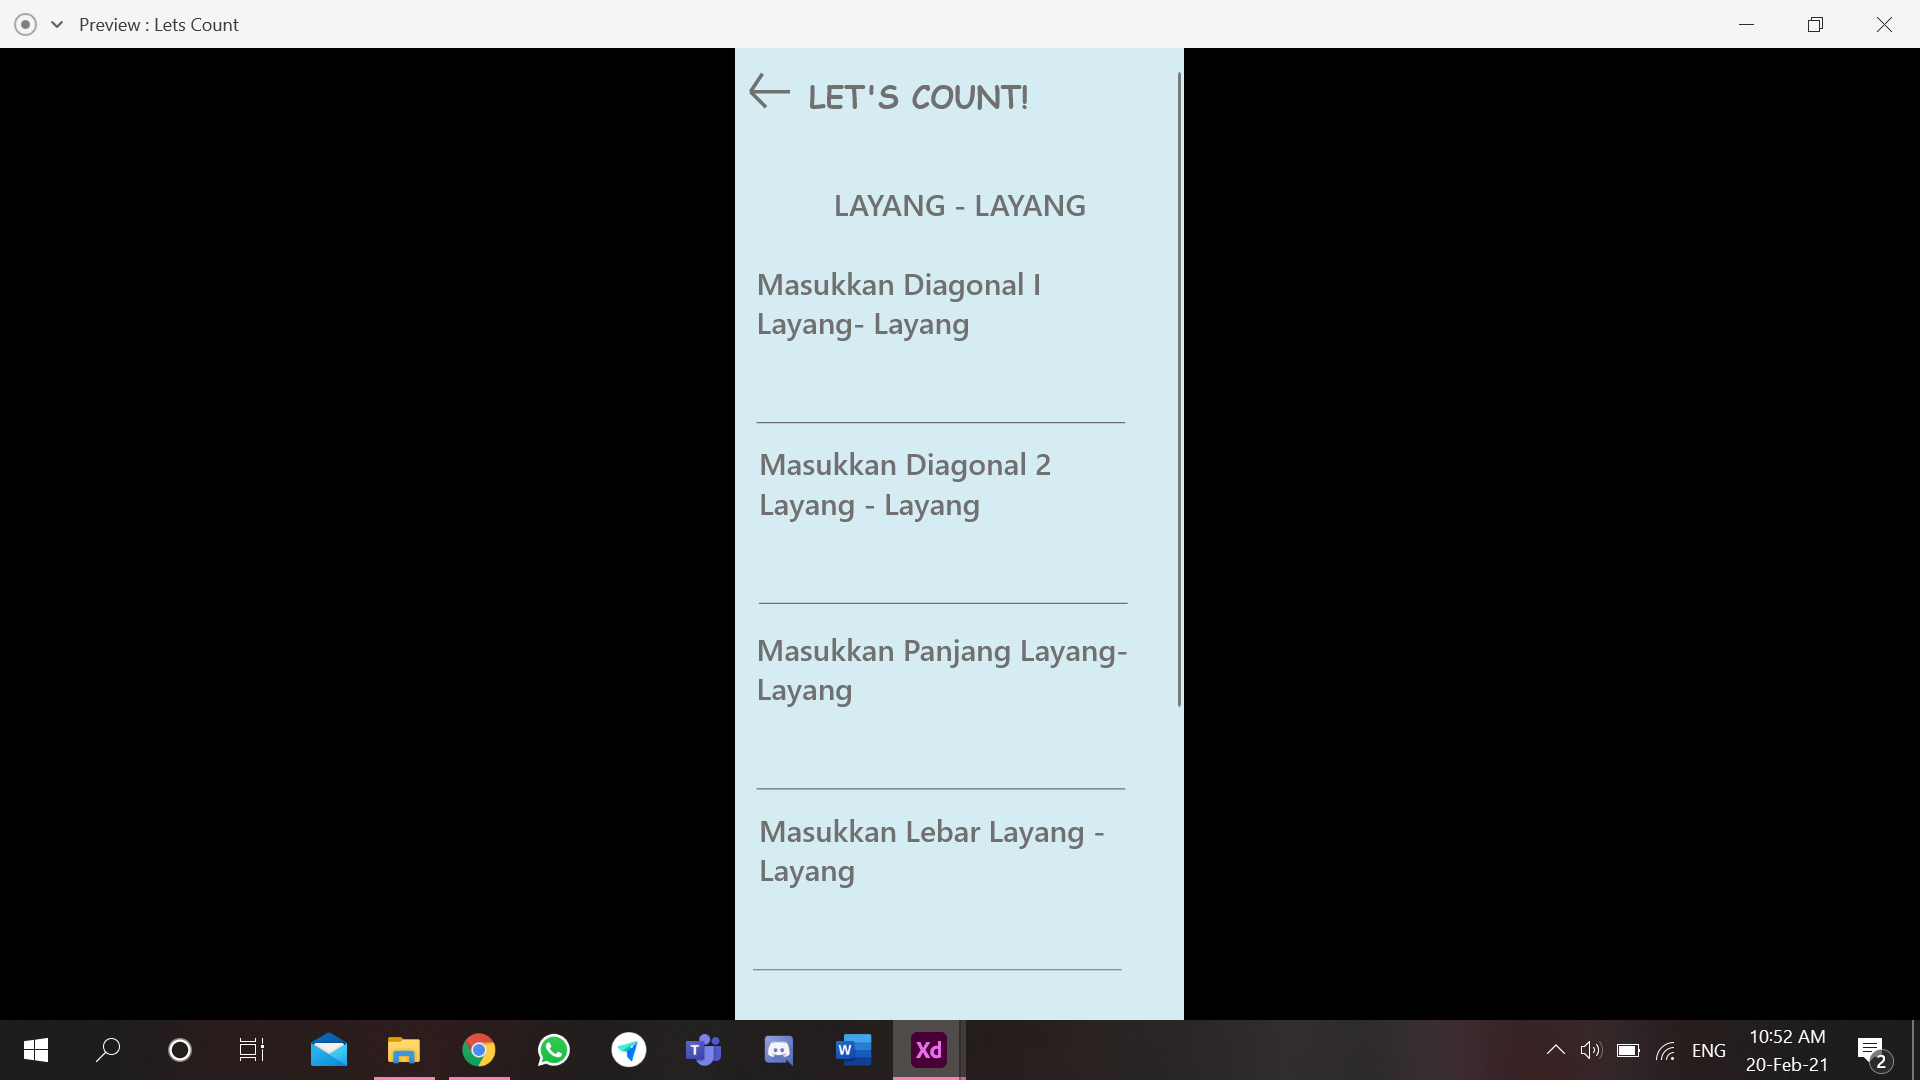 Preview : Lets Count
LET'S COUNT!
LAYANG - LAYANG
Masukkan Diagonal I
Layang- Layang
Masukkan Diagonal 2
Layang - Layang
Masukkan Panjang Layang-
Layang
Masukkan Lebar Layang -
Layang
T
W
Xd
ENG
10:52 AM
20-Feb-21
2